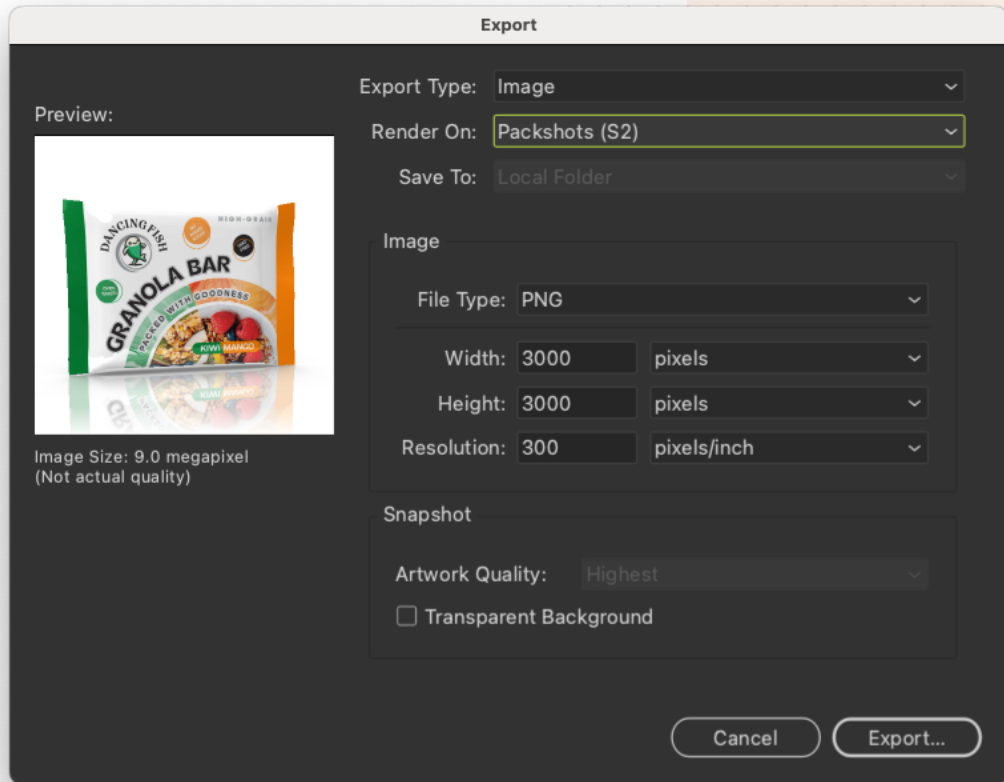 Export
Export Type: Image
Preview:
Render On: Packshots (S2)
Save To: Local Folder
DANCING FISH
HIGH-GRAIN
GRANOLA BAR
PACKED WITH GOODNESS
KIWI MANGO
Image Size: 9.0 megapixel
(Not actual quality)
Image
File Type: PNG
Width: 3000 pixels
Height: 3000 pixels
Resolution: 300 pixels/inch
Snapshot
Artwork Quality: Highest
Transparent Background
Cancel
Export...